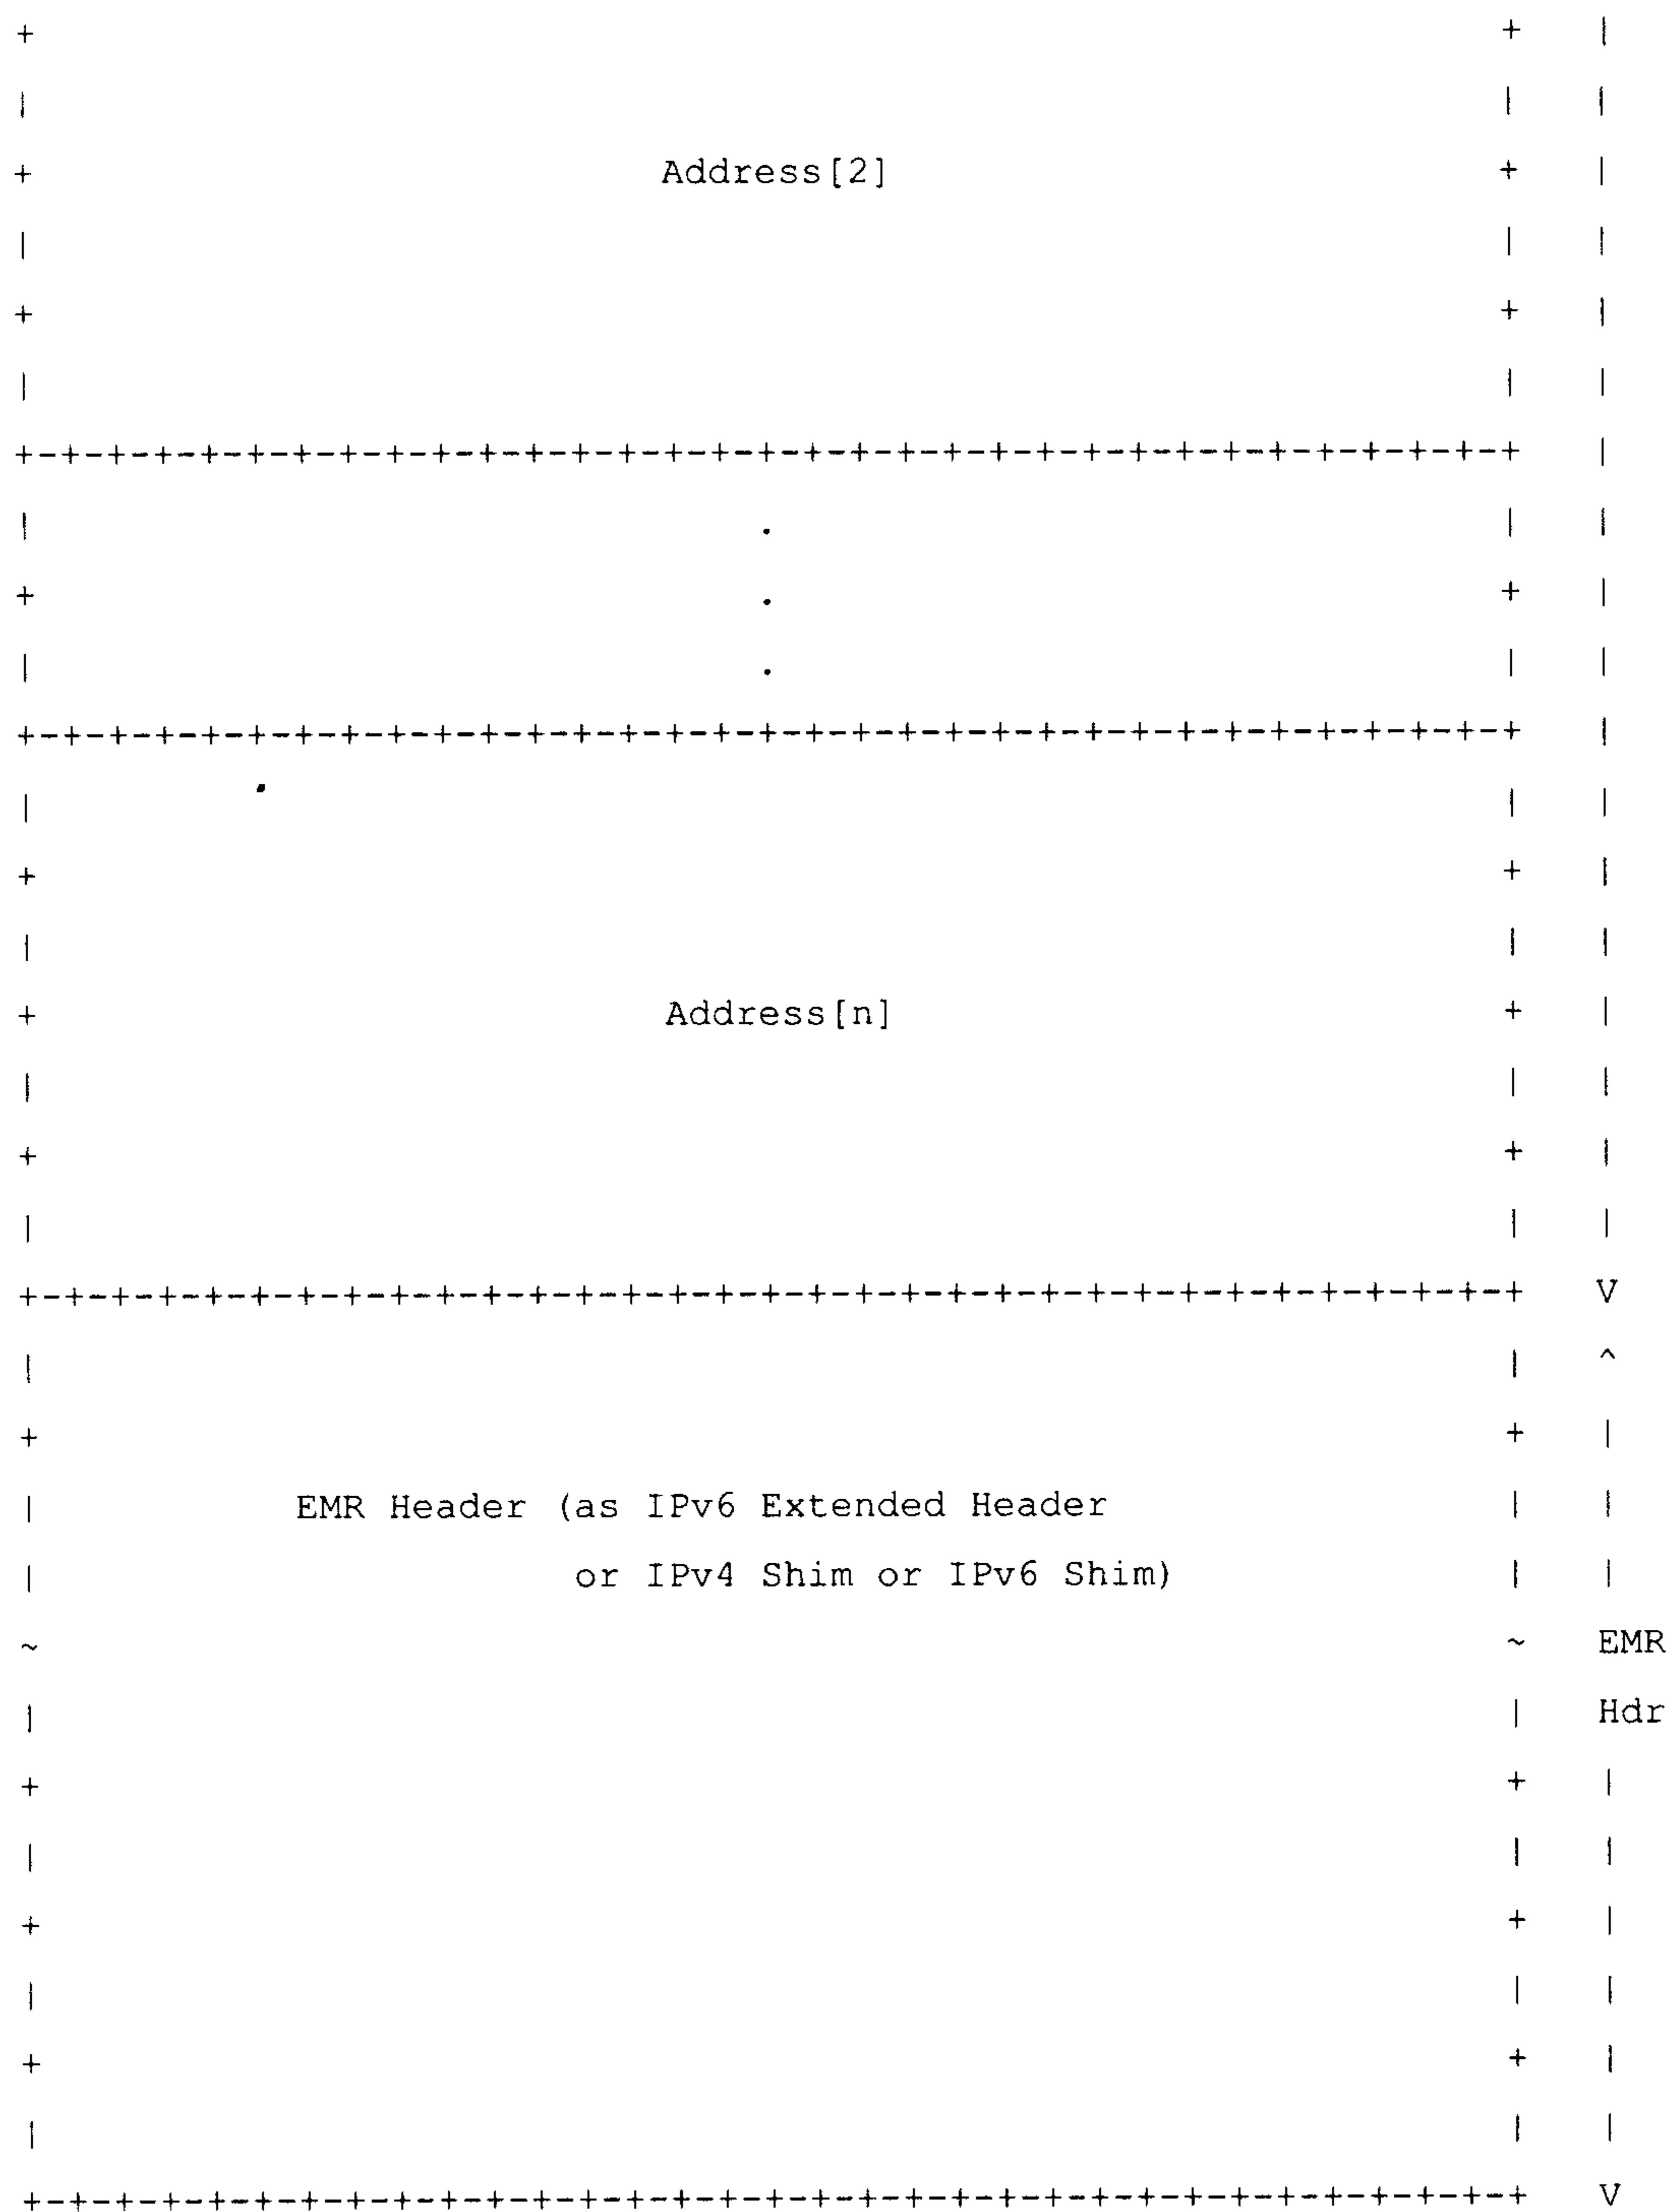 + + |
| | |
+ Address[2] + |
| | |
+ + |
| | |
+-+-+-+-+-+-+-+-+-+-+-+-+-+-+-+-+-+-+-+-+-+-+-+-+-+-+-+-+-+-+-+-+ |
| . | |
+ . + |
| . | |
+-+-+-+-+-+-+-+-+-+-+-+-+-+-+-+-+-+-+-+-+-+-+-+-+-+-+-+-+-+-+-+-+ |
| | |
+ + |
| | |
+ Address[n] + |
| | |
+ + |
| | |
+-+-+-+-+-+-+-+-+-+-+-+-+-+-+-+-+-+-+-+-+-+-+-+-+-+-+-+-+-+-+-+-+ V
| | ^
+ + |
| EMR Header (as IPv6 Extended Header | |
| or IPv4 Shim or IPv6 Shim) | |
~ ~ EMR
| | Hdr
+ + |
| | |
+ + |
| | |
+ + |
| | |
+-+-+-+-+-+-+-+-+-+-+-+-+-+-+-+-+-+-+-+-+-+-+-+-+-+-+-+-+-+-+-+-+ V